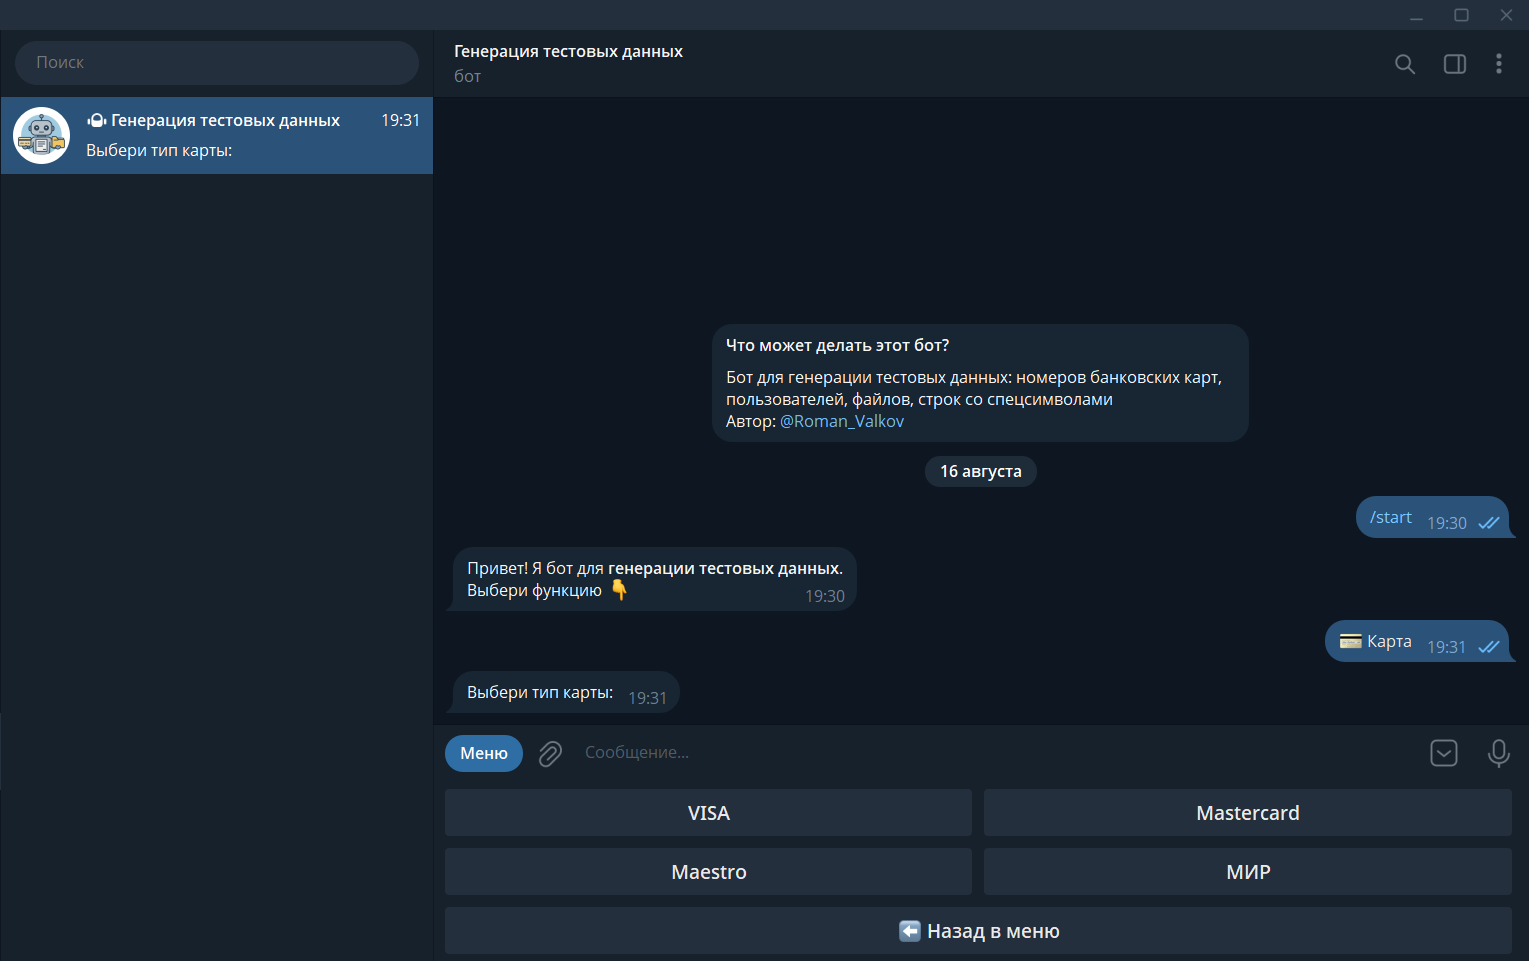 Поиск
Генерация тестовых данных 19:31
Выбери тип карты:
Генерация тестовых данных
бот
Что может делать этот бот?
Бот для генерации тестовых данных: номеров банковских карт,
пользователей, файлов, строк со спецсимволами
Автор: @Roman_Valkov
16 августа
/start 19:30
Привет! Я бот для генерации тестовых данных.
Выбери функцию 👇 19:30
💳 Карта 19:31
Выбери тип карты: 19:31
Меню Сообщение...
VISA Mastercard
Maestro МИР
⬅️ Назад в меню